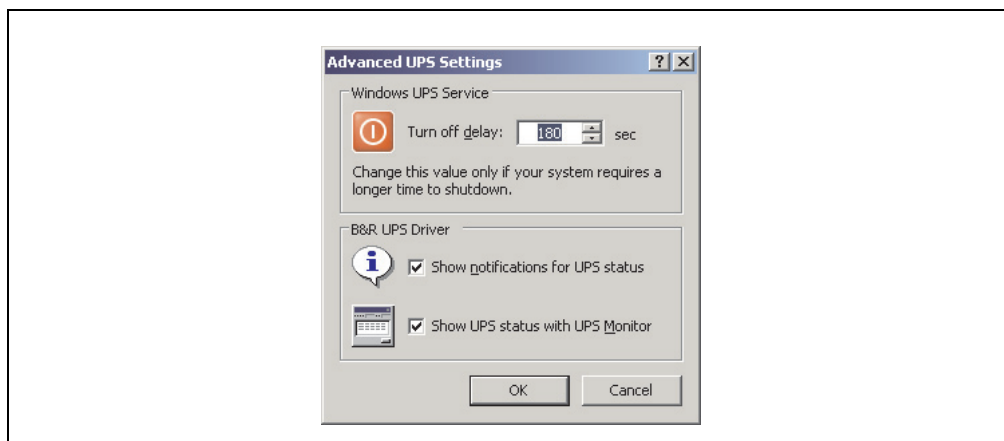 Advanced UPS Settings
Windows UPS Service
Turn off delay: 180 sec
Change this value only if your system requires a
longer time to shutdown.
B&R UPS Driver
Show notifications for UPS status
Show UPS status with UPS Monitor
OK Cancel